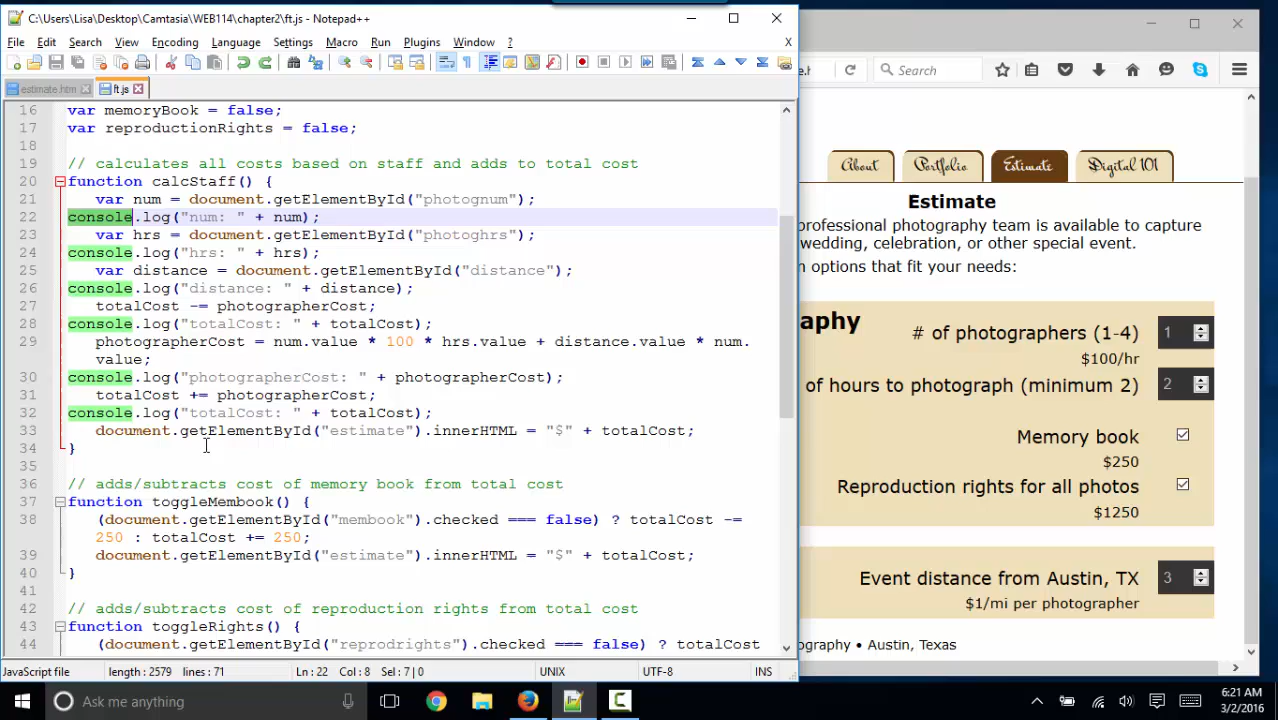 C:\Users\Lisa\Desktop\Camtasia\WEB114\chapter2\ft.js - Notepad++
File Edit Search View Encoding Language Settings Macro Run Plugins Window ? X
estimate.htm ft.js
16 var memoryBook = false;
17 var reproductionRights = false;
18
19 // calculates all costs based on staff and adds to total cost
20 function calcStaff() {
21 var num = document.getElementById("photognum");
22 console.log("num: " + num);
23 var hrs = document.getElementById("photoghrs");
24 console.log("hrs: " + hrs);
25 var distance = document.getElementById("distance");
26 console.log("distance: " + distance);
27 totalCost -= photographerCost;
28 console.log("totalCost: " + totalCost);
29 photographerCost = num.value * 100 * hrs.value + distance.value * num.
value;
30 console.log("photographerCost: " + photographerCost);
31 totalCost += photographerCost;
32 console.log("totalCost: " + totalCost);
33 document.getElementById("estimate").innerHTML = "$" + totalCost;
34 }
35
36 // adds/subtracts cost of memory book from total cost
37 function toggleMembook() {
38 (document.getElementById("membook").checked === false) ? totalCost -=
250 : totalCost += 250;
39 document.getElementById("estimate").innerHTML = "$" + totalCost;
40 }
41
42 // adds/subtracts cost of reproduction rights from total cost
43 function toggleRights() {
44 (document.getElementById("reprodrights").checked === false) ? totalCost
JavaScript file length : 2579 lines : 71 Ln : 22 Col : 8 Sel : 7 | 0 UNIX UTF-8 INS
Search
About Portfolio Estimate Digital 101
Estimate
professional photography team is available to capture
wedding, celebration, or other special event.
n options that fit your needs:
aphy
# of photographers (1-4) 1
$100/hr
of hours to photograph (minimum 2) 2
Memory book
$250
Reproduction rights for all photos
$1250
Event distance from Austin, TX 3
$1/mi per photographer
ography • Austin, Texas
Ask me anything
6:21 AM
3/2/2016